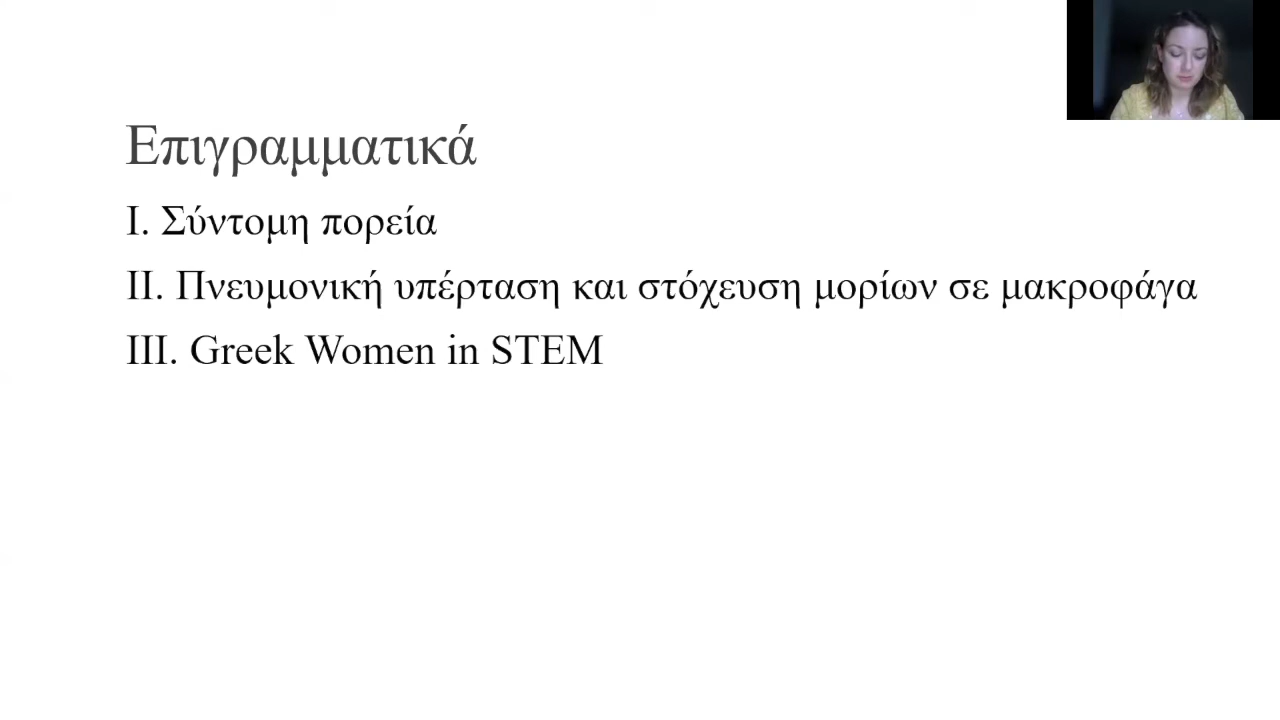 Επιγραμματικά
I. Σύντομη πορεία
II. Πνευμονική υπέρταση και στόχευση μορίων σε μακροφάγα
III. Greek Women in STEM